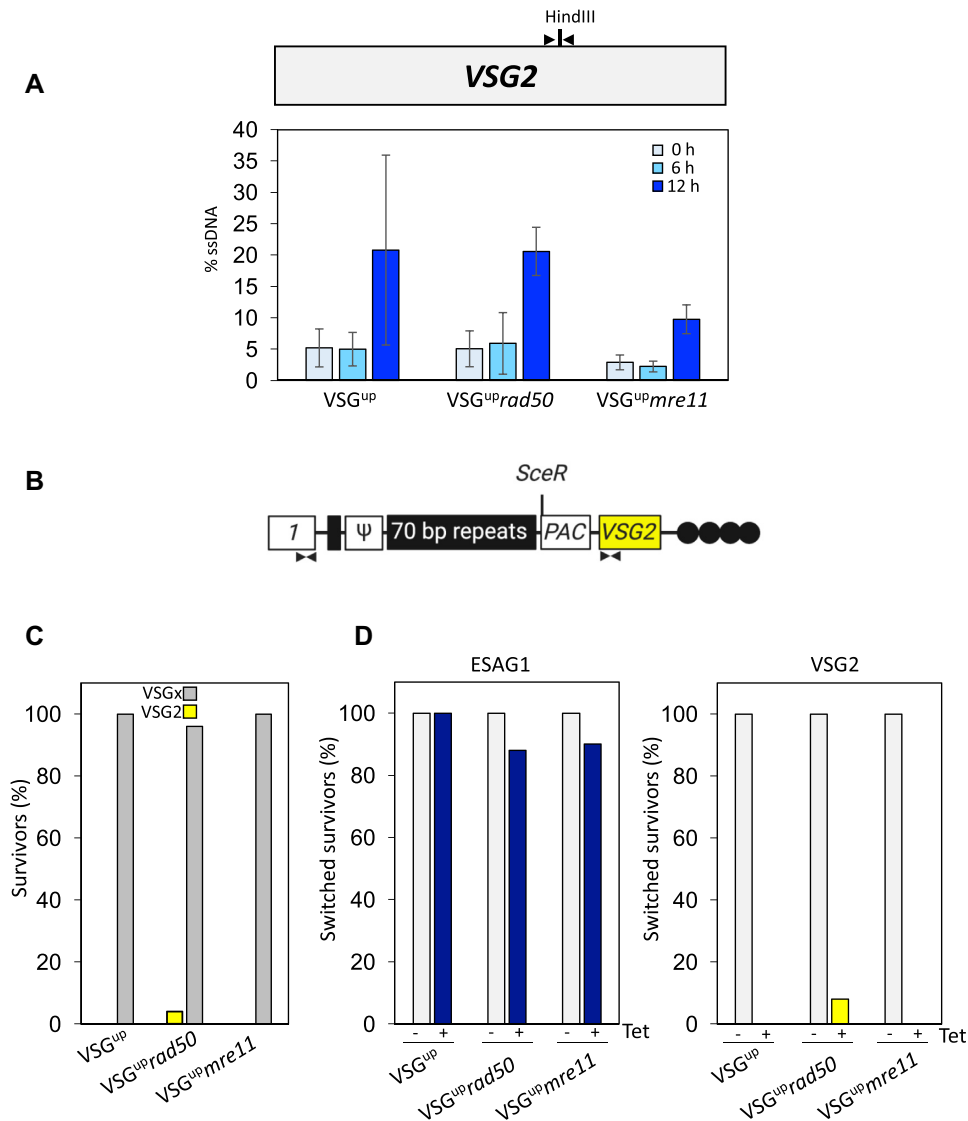 HindIII
A
VSG2
% ssDNA
40
35
30
25
20
15
10
5
0
0 h
6 h
12 h
VSGup
VSGuprad50
VSGupmre11
B
SceR
1
Ψ
70 bp repeats
PAC
VSG2
C
Survivors (%)
100
80
60
40
20
0
VSGx
VSG2
VSGup
VSGuprad50
VSGupmre11
D
ESAG1
Switched survivors (%)
100
80
60
40
20
0
- + - + - + Tet
VSGup
VSGuprad50
VSGupmre11
VSG2
Switched survivors (%)
100
80
60
40
20
0
- + - + - + Tet
VSGup
VSGuprad50
VSGupmre11